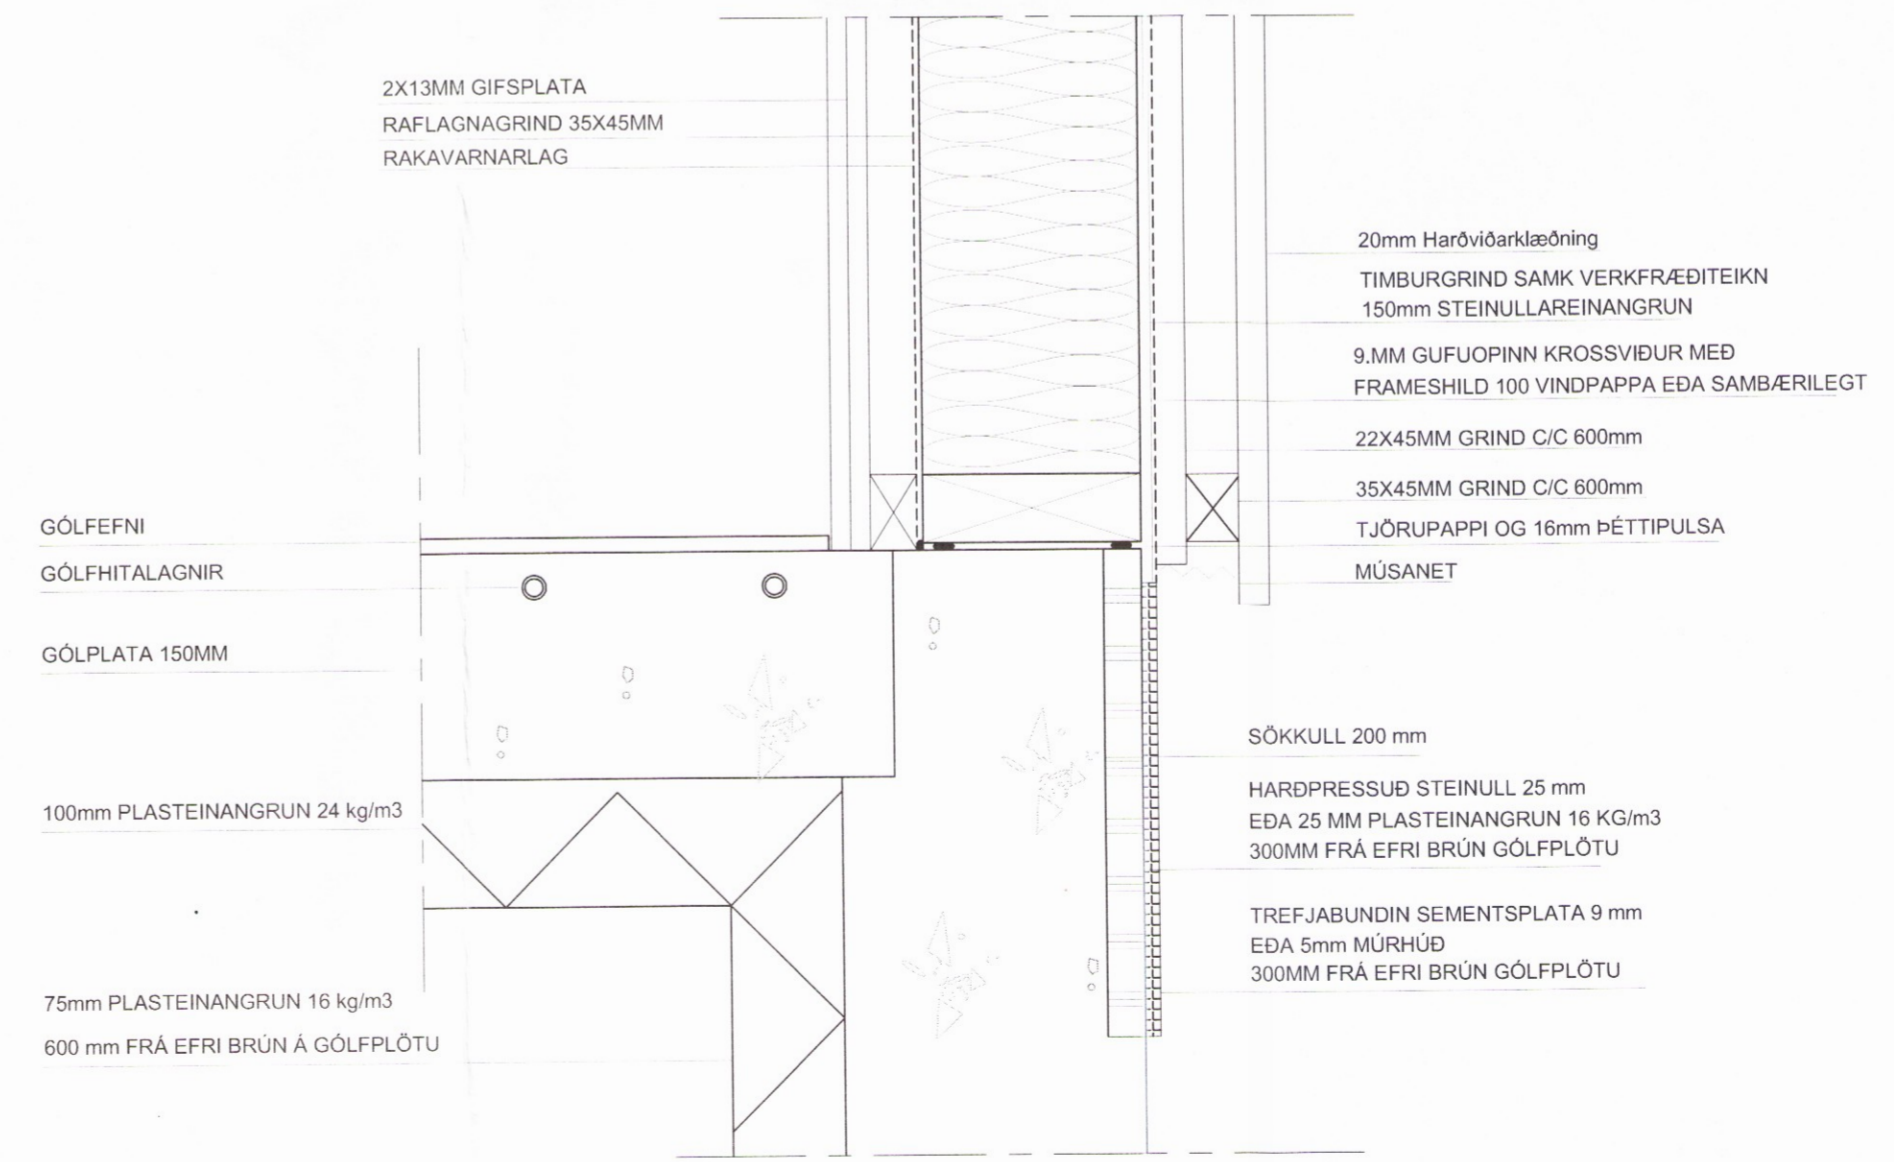 2X13MM GIFSPLATA
RAFLAGNAGRIND 35X45MM
RAKAVARNARLAG
GÓLFEFNI
GÓLFHITALAGNIR
GÓLPLATA 150MM
100mm PLASTEINANGRUN 24 kg/m3
75mm PLASTEINANGRUN 16 kg/m3
600 mm FRÁ EFRI BRÚN Á GÓLFPLÖTU
20mm Harðviðarklæðning
TIMBURGRIND SAMK VERKFRÆÐITEIKN
150mm STEINULLAREINANGRUN
9.MM GUFUOPINN KROSSVIÐUR MEÐ
FRAMESHILD 100 VINDPAPPA EÐA SAMBÆRILEGT
22X45MM GRIND C/C 600mm
35X45MM GRIND C/C 600mm
TJÖRUPAPPI OG 16mm ÞÉTTIPULSA
MÚSANET
SÖKKULL 200 mm
HARÐPRESSUÐ STEINULL 25 mm
EÐA 25 MM PLASTEINANGRUN 16 KG/m3
300MM FRÁ EFRI BRÚN GÓLFPLÖTU
TREFJABUNDIN SEMENTSPLATA 9 mm
EÐA 5mm MÚRHÚÐ
300MM FRÁ EFRI BRÚN GÓLFPLÖTU